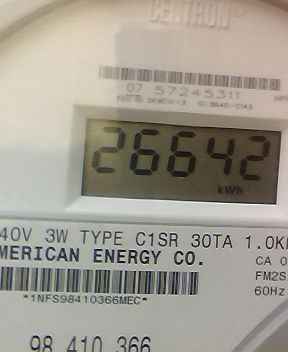 CENTRON®
07 57245311
26642
kWh
40V 3W TYPE C1SR 30TA 1.0K
MERICAN ENERGY CO.
CA 0
FM2S
*1NFS98410366MEC*
60Hz
98 410 366